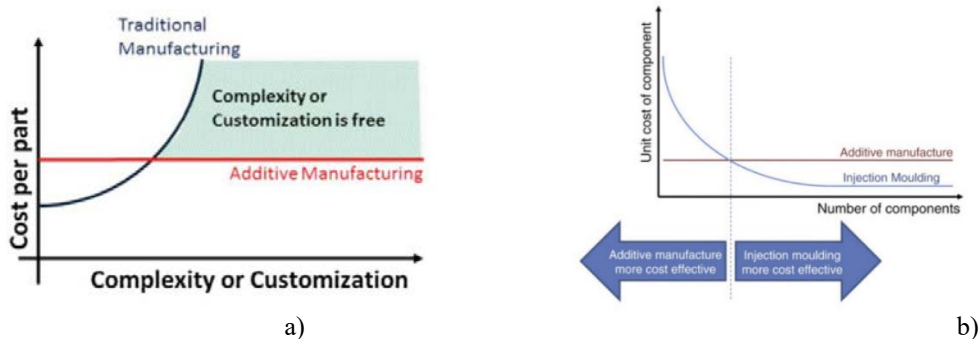 Traditional
Manufacturing
Complexity or
Customization is free
Additive Manufacturing
Cost per part
Complexity or Customization
a)
Unit cost of component
Additive manufacture
Injection Moulding
Number of components
Additive manufacture
more cost effective
Injection moulding
more cost effective
b)